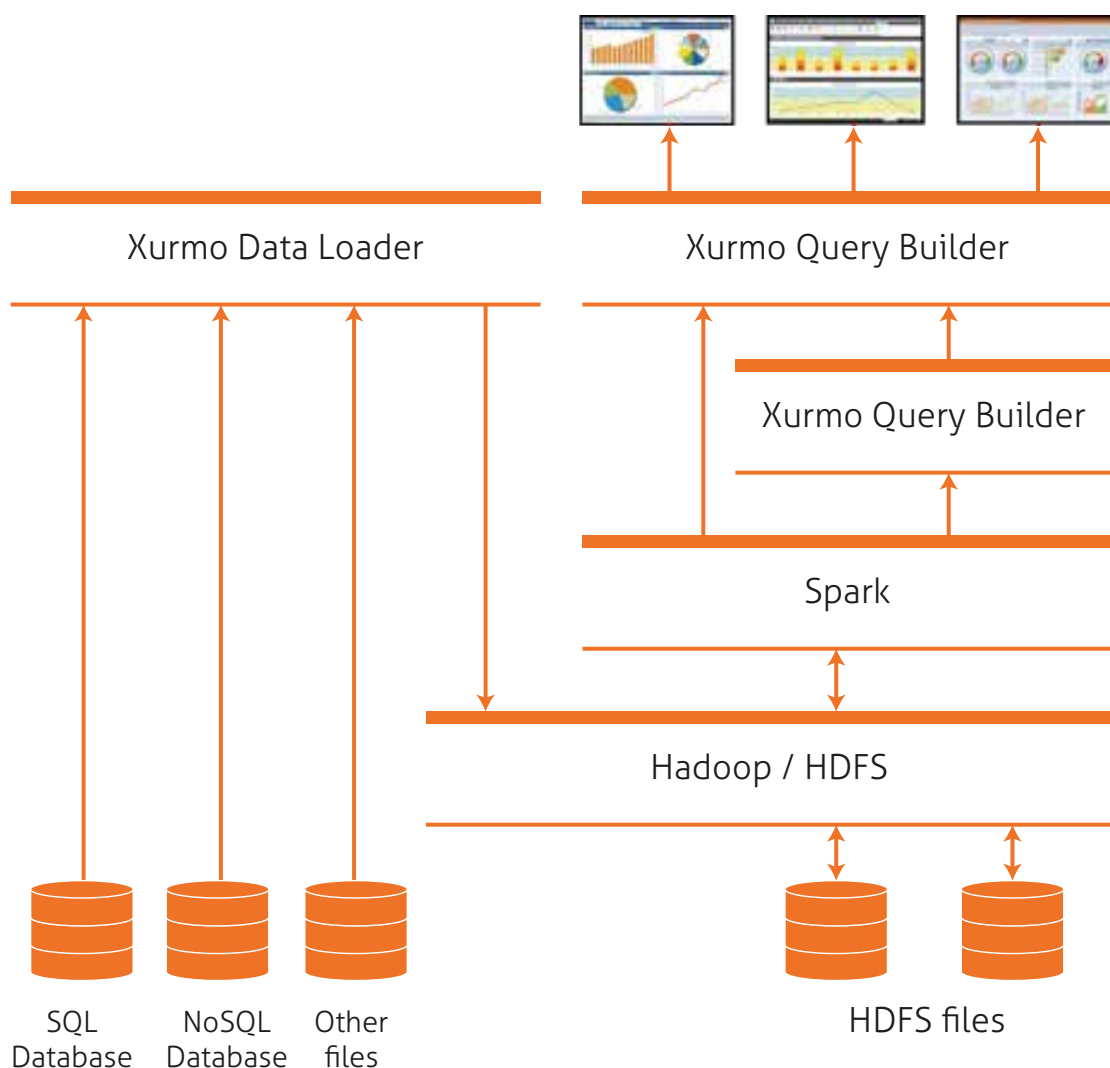 Xurmo Data Loader
Xurmo Query Builder
Xurmo Query Builder
Spark
Hadoop / HDFS
SQL
Database
NoSQL
Database
Other
files
HDFS files